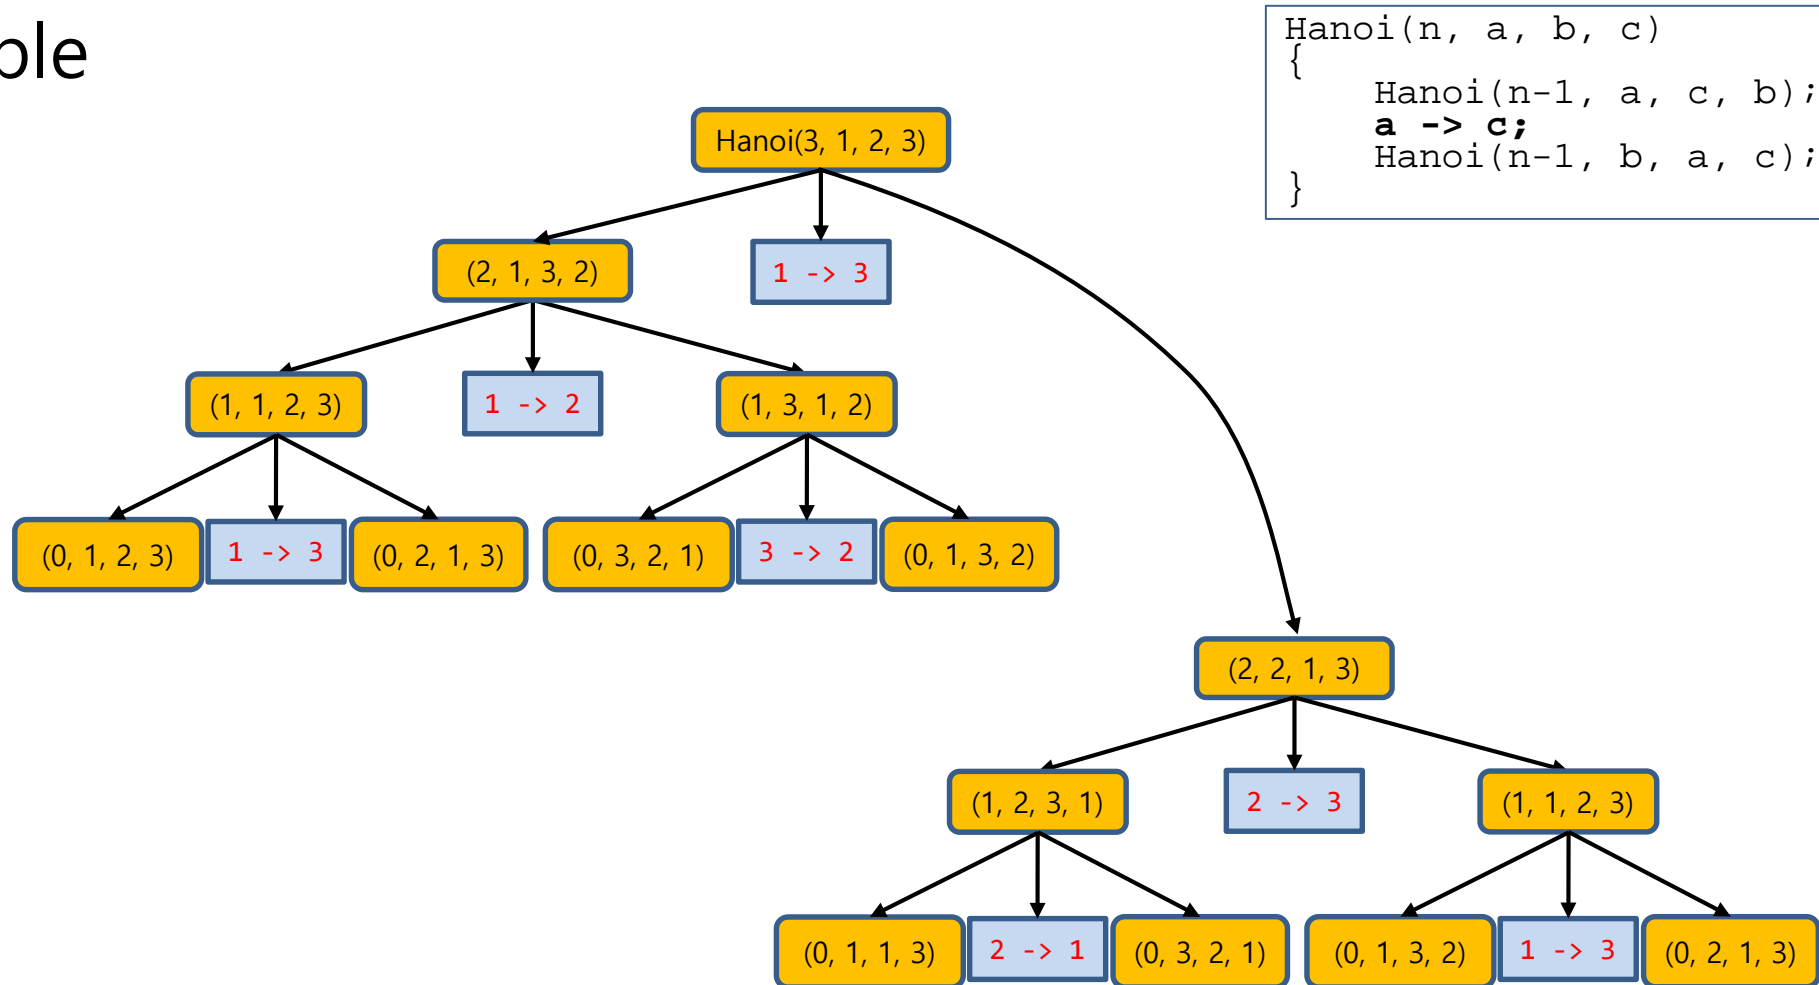 ple
Hanoi(n, a, b, c)
{
Hanoi(n-1, a, c, b);
a -> c;
Hanoi(n-1, b, a, c);
}
Hanoi(3, 1, 2, 3)
(2, 1, 3, 2)
1 -> 3
(1, 1, 2, 3)
1 -> 2
(1, 3, 1, 2)
(0, 1, 2, 3)
1 -> 3
(0, 2, 1, 3)
(0, 3, 2, 1)
3 -> 2
(0, 1, 3, 2)
(2, 2, 1, 3)
(1, 2, 3, 1)
2 -> 3
(1, 1, 2, 3)
(0, 1, 1, 3)
2 -> 1
(0, 3, 2, 1)
(0, 1, 3, 2)
1 -> 3
(0, 2, 1, 3)